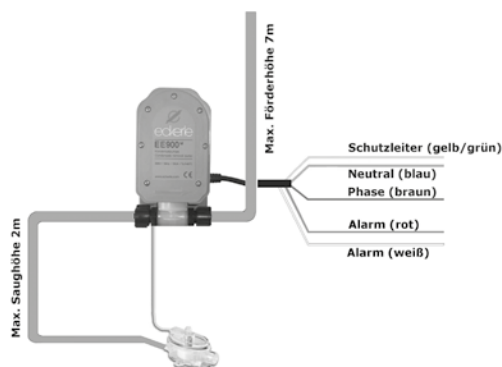 Max. Förderhöhe 7m
eckerle
EE900
Schutzleiter (gelb/grün)
Neutral (blau)
Phase (braun)
Alarm (rot)
Alarm (weiß)
Max. Saughöhe 2m